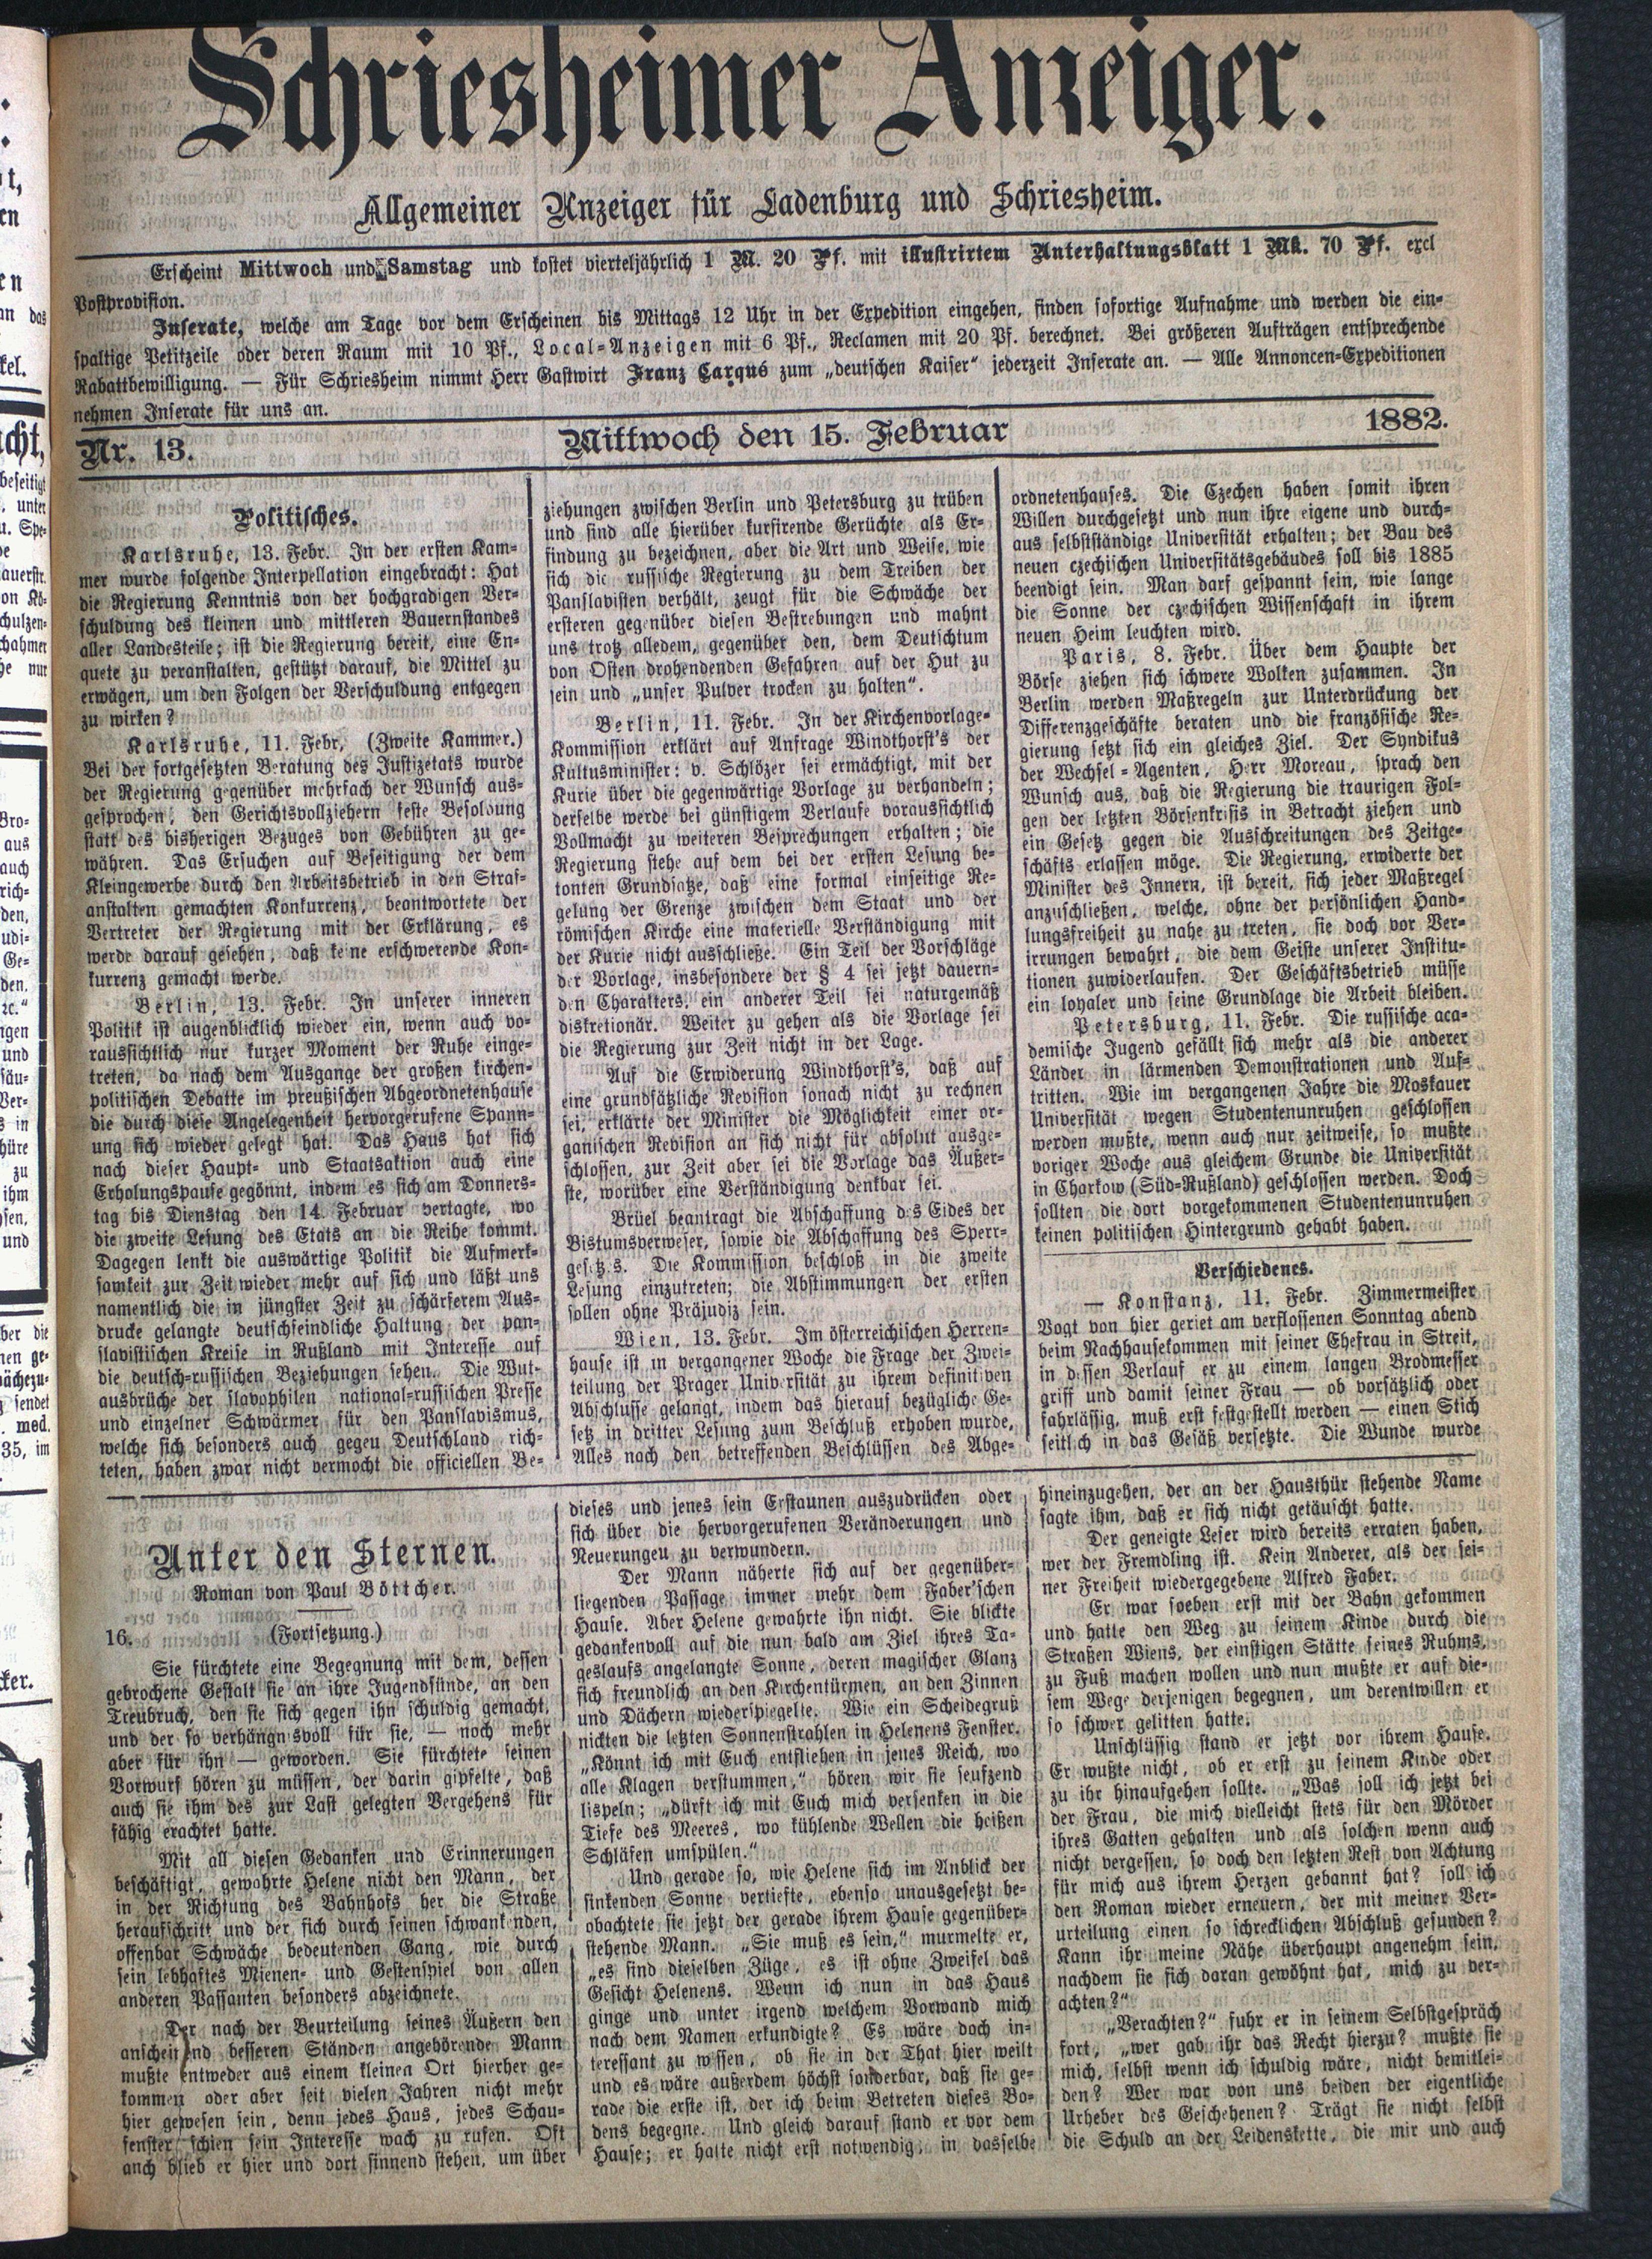 Schriesheimer Anzeiger.
Allgemeiner Anzeiger für Ladenburg und Schriesheim.
Erscheint Mittwoch und Samstag und kostet vierteljährlich 1 M. 20 Pf. mit illustrirtem Unterhaltungsblatt 1 Mk. 70 Pf. excl
Postprovision.
Inserate, welche am Tage vor dem Erscheinen bis Mittags 12 Uhr in der Expedition eingehen, finden sofortige Aufnahme und werden die ein-
spaltige Petitzeile oder deren Raum mit 10 Pf., Local-Anzeigen mit 6 Pf., Reclamen mit 20 Pf. berechnet. Bei größeren Aufträgen entsprechende
Rabattbewilligung. — Für Schriesheim nimmt Herr Gastwirt Franz Carqué zum „deutschen Kaiser“ jederzeit Inserate an. — Alle Annoncen-Expeditionen
nehmen Inserate für uns an.
Nr. 13. Mittwoch den 15. Februar 1882.
Politisches.
Karlsruhe, 13. Febr. In der ersten Kam-
mer wurde folgende Interpellation eingebracht: Hat
die Regierung Kenntnis von der hochgradigen Ver-
schuldung des kleinen und mittleren Bauernstandes
aller Landesteile; ist die Regierung bereit, eine En-
quete zu veranstalten, gestützt darauf, die Mittel zu
erwägen, um den Folgen der Verschuldung entgegen
zu wirken?
Karlsruhe, 11. Febr, (Zweite Kammer.)
Bei der fortgesetzten Beratung des Justizetats wurde
der Regierung gegenüber mehrfach der Wunsch aus-
gesprochen, den Gerichtsvollziehern feste Besoldung
statt des bisherigen Bezuges von Gebühren zu ge-
währen. Das Ersuchen auf Beseitigung der dem
Kleingewerbe durch den Arbeitsbetrieb in den Straf-
anstalten gemachten Konkurrenz, beantwortete der
Vertreter der Regierung mit der Erklärung, es
werde darauf gesehen, daß keine erschwerende Kon-
kurrenz gemacht werde.
Berlin, 13. Febr. In unserer inneren
Politik ist augenblicklich wieder ein, wenn auch vo-
raussichtlich nur kurzer Moment der Ruhe einge-
treten, da nach dem Ausgange der großen kirchen-
politischen Debatte im preußischen Abgeordnetenhause
die durch diese Angelegenheit hervorgerufene Spann-
ung sich wieder gelegt hat. Das Haus hat sich
nach dieser Haupt- und Staatsaktion auch eine
Erholungspause gegönnt, indem es sich am Donners-
tag bis Dienstag den 14. Februar vertagte, wo
die zweite Lesung des Etats an die Reihe kommt.
Dagegen lenkt die auswärtige Politik die Aufmerk-
samkeit zur Zeit wieder mehr auf sich und läßt uns
namentlich die in jüngster Zeit zu schärferem Aus-
drucke gelangte deutschfeindliche Haltung der pan-
slavistischen Kreise in Rußland mit Interesse auf
die deutsch-russischen Beziehungen sehen. Die Wut-
ausbrüche der slavophilen national-russischen Presse
und einzelner Schwärmer für den Panslavismus,
welche sich besonders auch gegen Deutschland rich-
teten, haben zwar nicht vermocht die officiellen Be-
ziehungen zwischen Berlin und Petersburg zu trüben
und sind alle hierüber kursirende Gerüchte als Er-
findung zu bezeichnen, aber die Art und Weise, wie
sich die russische Regierung zu dem Treiben der
Panslavisten verhält, zeugt für die Schwäche der
ersteren gegenüber diesen Bestrebungen und mahnt
uns trotz alledem, gegenüber den, dem Deutschtum
von Osten drohendenden Gefahren auf der Hut zu
sein und „unser Pulver trocken zu halten“.
Berlin, 11. Febr. In der Kirchenvorlage-
Kommission erklärt auf Anfrage Windthorst's der
Kultusminister: v. Schlözer sei ermächtigt, mit der
Kurie über die gegenwärtige Vorlage zu verhandeln;
derselbe werde bei günstigem Verlaufe voraussichtlich
Vollmacht zu weiteren Besprechungen erhalten; die
Regierung stehe auf dem bei der ersten Lesung be-
tonten Grundsatze, daß eine formal einseitige Re-
gelung der Grenze zwischen dem Staat und der
römischen Kirche eine materielle Verständigung mit
der Kurie nicht ausschließe. Ein Teil der Vorschläge
der Vorlage, insbesondere der § 4 sei jetzt dauern-
den Charakters, ein anderer Teil sei naturgemäß
diskretionär. Weiter zu gehen als die Vorlage sei
die Regierung zur Zeit nicht in der Lage.
Auf die Erwiderung Windthorst's, daß auf
eine grundsätzliche Revision sonach nicht zu rechnen
sei, erklärte der Minister die Möglichkeit einer or-
ganischen Revision an sich nicht für absolut ausge-
schlossen, zur Zeit aber sei die Vorlage das Äußer-
ste, worüber eine Verständigung denkbar sei.
Brüel beantragt die Abschaffung des Eides der
Bistumsverweser, sowie die Abschaffung des Sperr-
gesetzes. Die Kommission beschloß in die zweite
Lesung einzutreten; die Abstimmungen der ersten
sollen ohne Präjudiz sein.
Wien, 13. Febr. Im österreichischen Herren-
hause ist in vergangener Woche die Frage der Zwei-
teilung der Prager Universität zu ihrem definitiven
Abschlusse gelangt, indem das hierauf bezügliche Ge-
setz in dritter Lesung zum Beschluß erhoben wurde,
Alles nach den betreffenden Beschlüssen des Abge-
ordnetenhauses. Die Czechen haben somit ihren
Willen durchgesetzt und nun ihre eigene und durch-
aus selbstständige Universität erhalten; der Bau des
neuen czechischen Universitätsgebäudes soll bis 1885
beendigt sein. Man darf gespannt sein, wie lange
die Sonne der czechischen Wissenschaft in ihrem
neuen Heim leuchten wird.
Paris, 8. Febr. Über dem Haupte der
Börse ziehen sich schwere Wolken zusammen. In
Berlin werden Maßregeln zur Unterdrückung der
Differenzgeschäfte beraten und die französische Re-
gierung setzt sich ein gleiches Ziel. Der Syndikus
der Wechsel-Agenten, Herr Moreau, sprach den
Wunsch aus, daß die Regierung die traurigen Fol-
gen der letzten Börsenkrisis in Betracht ziehen und
ein Gesetz gegen die Ausschreitungen des Zeitge-
schäfts erlassen möge. Die Regierung, erwiderte der
Minister des Innern, ist bereit, sich jeder Maßregel
anzuschließen, welche, ohne der persönlichen Hand-
lungsfreiheit zu nahe zu treten, sie doch vor Ver-
irrungen bewahrt, die dem Geiste unserer Institu-
tionen zuwiderlaufen. Der Geschäftsbetrieb müsse
ein loyaler und seine Grundlage die Arbeit bleiben.
Petersburg, 11. Febr. Die russische aca-
demische Jugend gefällt sich mehr als die anderer
Länder in lärmenden Demonstrationen und Auf-
tritten. Wie im vergangenen Jahre die Moskauer
Universität wegen Studentenunruhen geschlossen
werden mußte, wenn auch nur zeitweise, so mußte
voriger Woche aus gleichem Grunde die Universität
in Charkow (Süd-Rußland) geschlossen werden. Doch
sollten die dort vorgekommenen Studentenunruhen
keinen politischen Hintergrund gehabt haben.
Verschiedenes.
— Konstanz, 11. Febr. Zimmermeister
Vogt von hier geriet am verflossenen Sonntag abend
beim Nachhausekommen mit seiner Ehefrau in Streit,
in dessen Verlauf er zu einem langen Brodmesser
griff und damit seiner Frau — ob vorsätzlich oder
fahrlässig, muß erst festgestellt werden — einen Stich
seitlich in das Gesäß versetzte. Die Wunde wurde
Unter den Sternen.
Roman von Paul Böttcher.
16. (Fortsetzung.)
Sie fürchtete eine Begegnung mit dem, dessen
gebrochene Gestalt sie an ihre Jugendsünde, an den
Treubruch, den sie sich gegen ihn schuldig gemacht,
und der so verhängnisvoll für sie, — noch mehr
aber für ihn — geworden. Sie fürchtete seinen
Vorwurf hören zu müssen, der darin gipfelte, daß
auch sie ihm des zur Last gelegten Vergehens für
fähig erachtet hatte.
Mit all diesen Gedanken und Erinnerungen
beschäftigt, gewahrte Helene nicht den Mann, der
in der Richtung des Bahnhofs her die Straße
heraufschritt und der sich durch seinen schwankenden,
offenbar Schwäche bedeutenden Gang, wie durch
sein lebhaftes Mienen- und Gestenspiel von allen
anderen Passanten besonders abzeichnete.
Der nach der Beurteilung seines Äußern den
anscheinend besseren Ständen angehörende Mann
mußte entweder aus einem kleinen Ort hierher ge-
kommen oder aber seit vielen Jahren nicht mehr
hier gewesen sein, denn jedes Haus, jedes Schau-
fenster schien sein Interesse wach zu rufen. Oft
anch blieb er hier und dort sinnend stehen, um über
dieses und jenes sein Erstaunen auszudrücken oder
sich über die hervorgerufenen Veränderungen und
Neuerungeu zu verwundern.
Der Mann näherte sich auf der gegenüber-
liegenden Passage immer mehr dem Faber'schen
Hause. Aber Helene gewahrte ihn nicht. Sie blickte
gedankenvoll auf die nun bald am Ziel ihres Ta-
geslaufs angelangte Sonne, deren magischer Glanz
sich freundlich an den Kirchentürmen, an den Zinnen
und Dächern wiederspiegelte. Wie ein Scheidegruß
nickten die letzten Sonnenstrahlen in Helenens Fenster.
„Könnt ich mit Euch entfliehen in jenes Reich, wo
alle Klagen verstummen,“ hören wir sie seufzend
lispeln; „dürft ich mit Euch mich versenken in die
Tiefe des Meeres, wo kühlende Wellen die heißen
Schläfen umspülen.“
Und gerade so, wie Helene sich im Anblick der
sinkenden Sonne vertiefte, ebenso unausgesetzt be-
obachtete sie jetzt der gerade ihrem Hause gegenüber-
stehende Mann. „Sie muß es sein,“ murmelte er,
„es sind dieselben Züge, es ist ohne Zweifel das
Gesicht Helenens. Wenn ich nun in das Haus
ginge und unter irgend welchem Vorwand mich
nach dem Namen erkundigte? Es wäre doch in-
teressant zu wissen, ob sie in der That hier weilt
und es wäre außerdem höchst sonderbar, daß sie ge-
rade die erste ist, der ich beim Betreten dieses Bo-
dens begegne. Und gleich darauf stand er vor dem
Hause; er hatte nicht erst notwendig, in dasselbe
hineinzugehen, der an der Hausthür stehende Name
sagte ihm, daß er sich nicht getäuscht hatte.
Der geneigte Leser wird bereits erraten haben,
wer der Fremdling ist. Kein Anderer, als der sei-
ner Freiheit wiedergegebene Alfred Faber.
Er war soeben erst mit der Bahn gekommen
und hatte den Weg zu seinem Kinde durch die
Straßen Wiens, der einstigen Stätte seines Ruhms,
zu Fuß machen wollen und nun mußte er auf die-
sem Wege derjenigen begegnen, um derentwillen er
so schwer gelitten hatte.
Unschlüssig stand er jetzt vor ihrem Hause.
Er wußte nicht, ob er erst zu seinem Kinde oder
zu ihr hinaufgehen sollte. „Was soll ich jetzt bei
der Frau, die mich vielleicht stets für den Mörder
ihres Gatten gehalten und als solchen wenn auch
nicht vergessen, so doch den letzten Rest von Achtung
für mich aus ihrem Herzen gebannt hat? soll ich
den Roman wieder erneuern, der mit meiner Ver-
urteilung einen so schrecklichen Abschluß gefunden?
Kann ihr meine Nähe überhaupt angenehm sein,
nachdem sie sich daran gewöhnt hat, mich zu ver-
achten?“
„Verachten?“ fuhr er in seinem Selbstgespräch
fort, „wer gab ihr das Recht hierzu? mußte sie
mich, selbst wenn ich schuldig wäre, nicht bemitlei-
den? Wer war von uns beiden der eigentliche
Urheber des Geschehenen? Trägt sie nicht selbst
die Schuld an der Leidenskette, die mir und auch